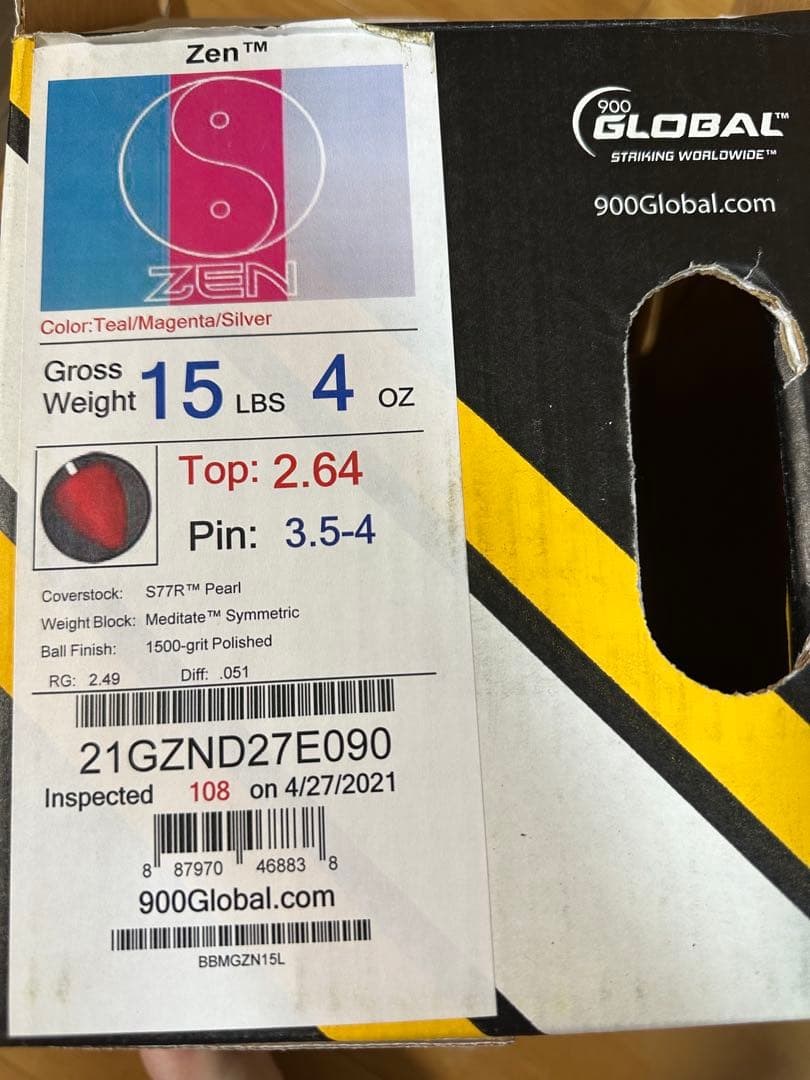 Zen™
ZEN
Color:Teal/Magenta/Silver
Gross Weight 15 LBS 4 OZ
Top: 2.64
Pin: 3.5-4
Coverstock: S77R™ Pearl
Weight Block: Meditate™ Symmetric
Ball Finish: 1500-grit Polished
RG: 2.49 Diff: .051
21GZND27E090
Inspected 108 on 4/27/2021
8 87970 46883 8
900Global.com
BBMGZN15L
900
GLOBAL™
STRIKING WORLDWIDE™
900Global.com